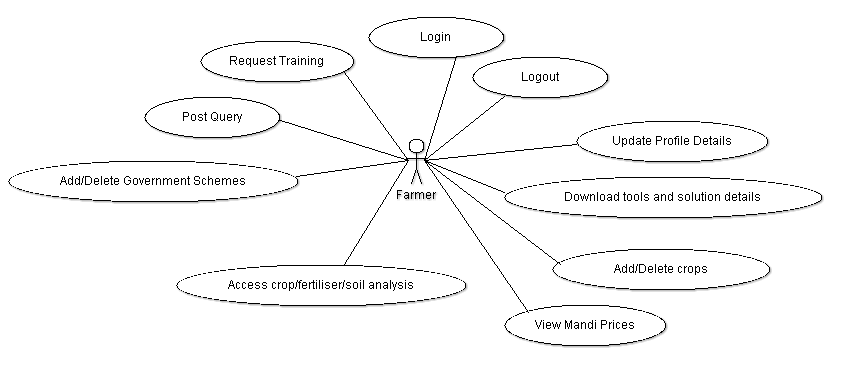 Login
Request Training
Logout
Post Query
Update Profile Details
Add/Delete Government Schemes
Farmer
Download tools and solution details
Add/Delete crops
Access crop/fertiliser/soil analysis
View Mandi Prices